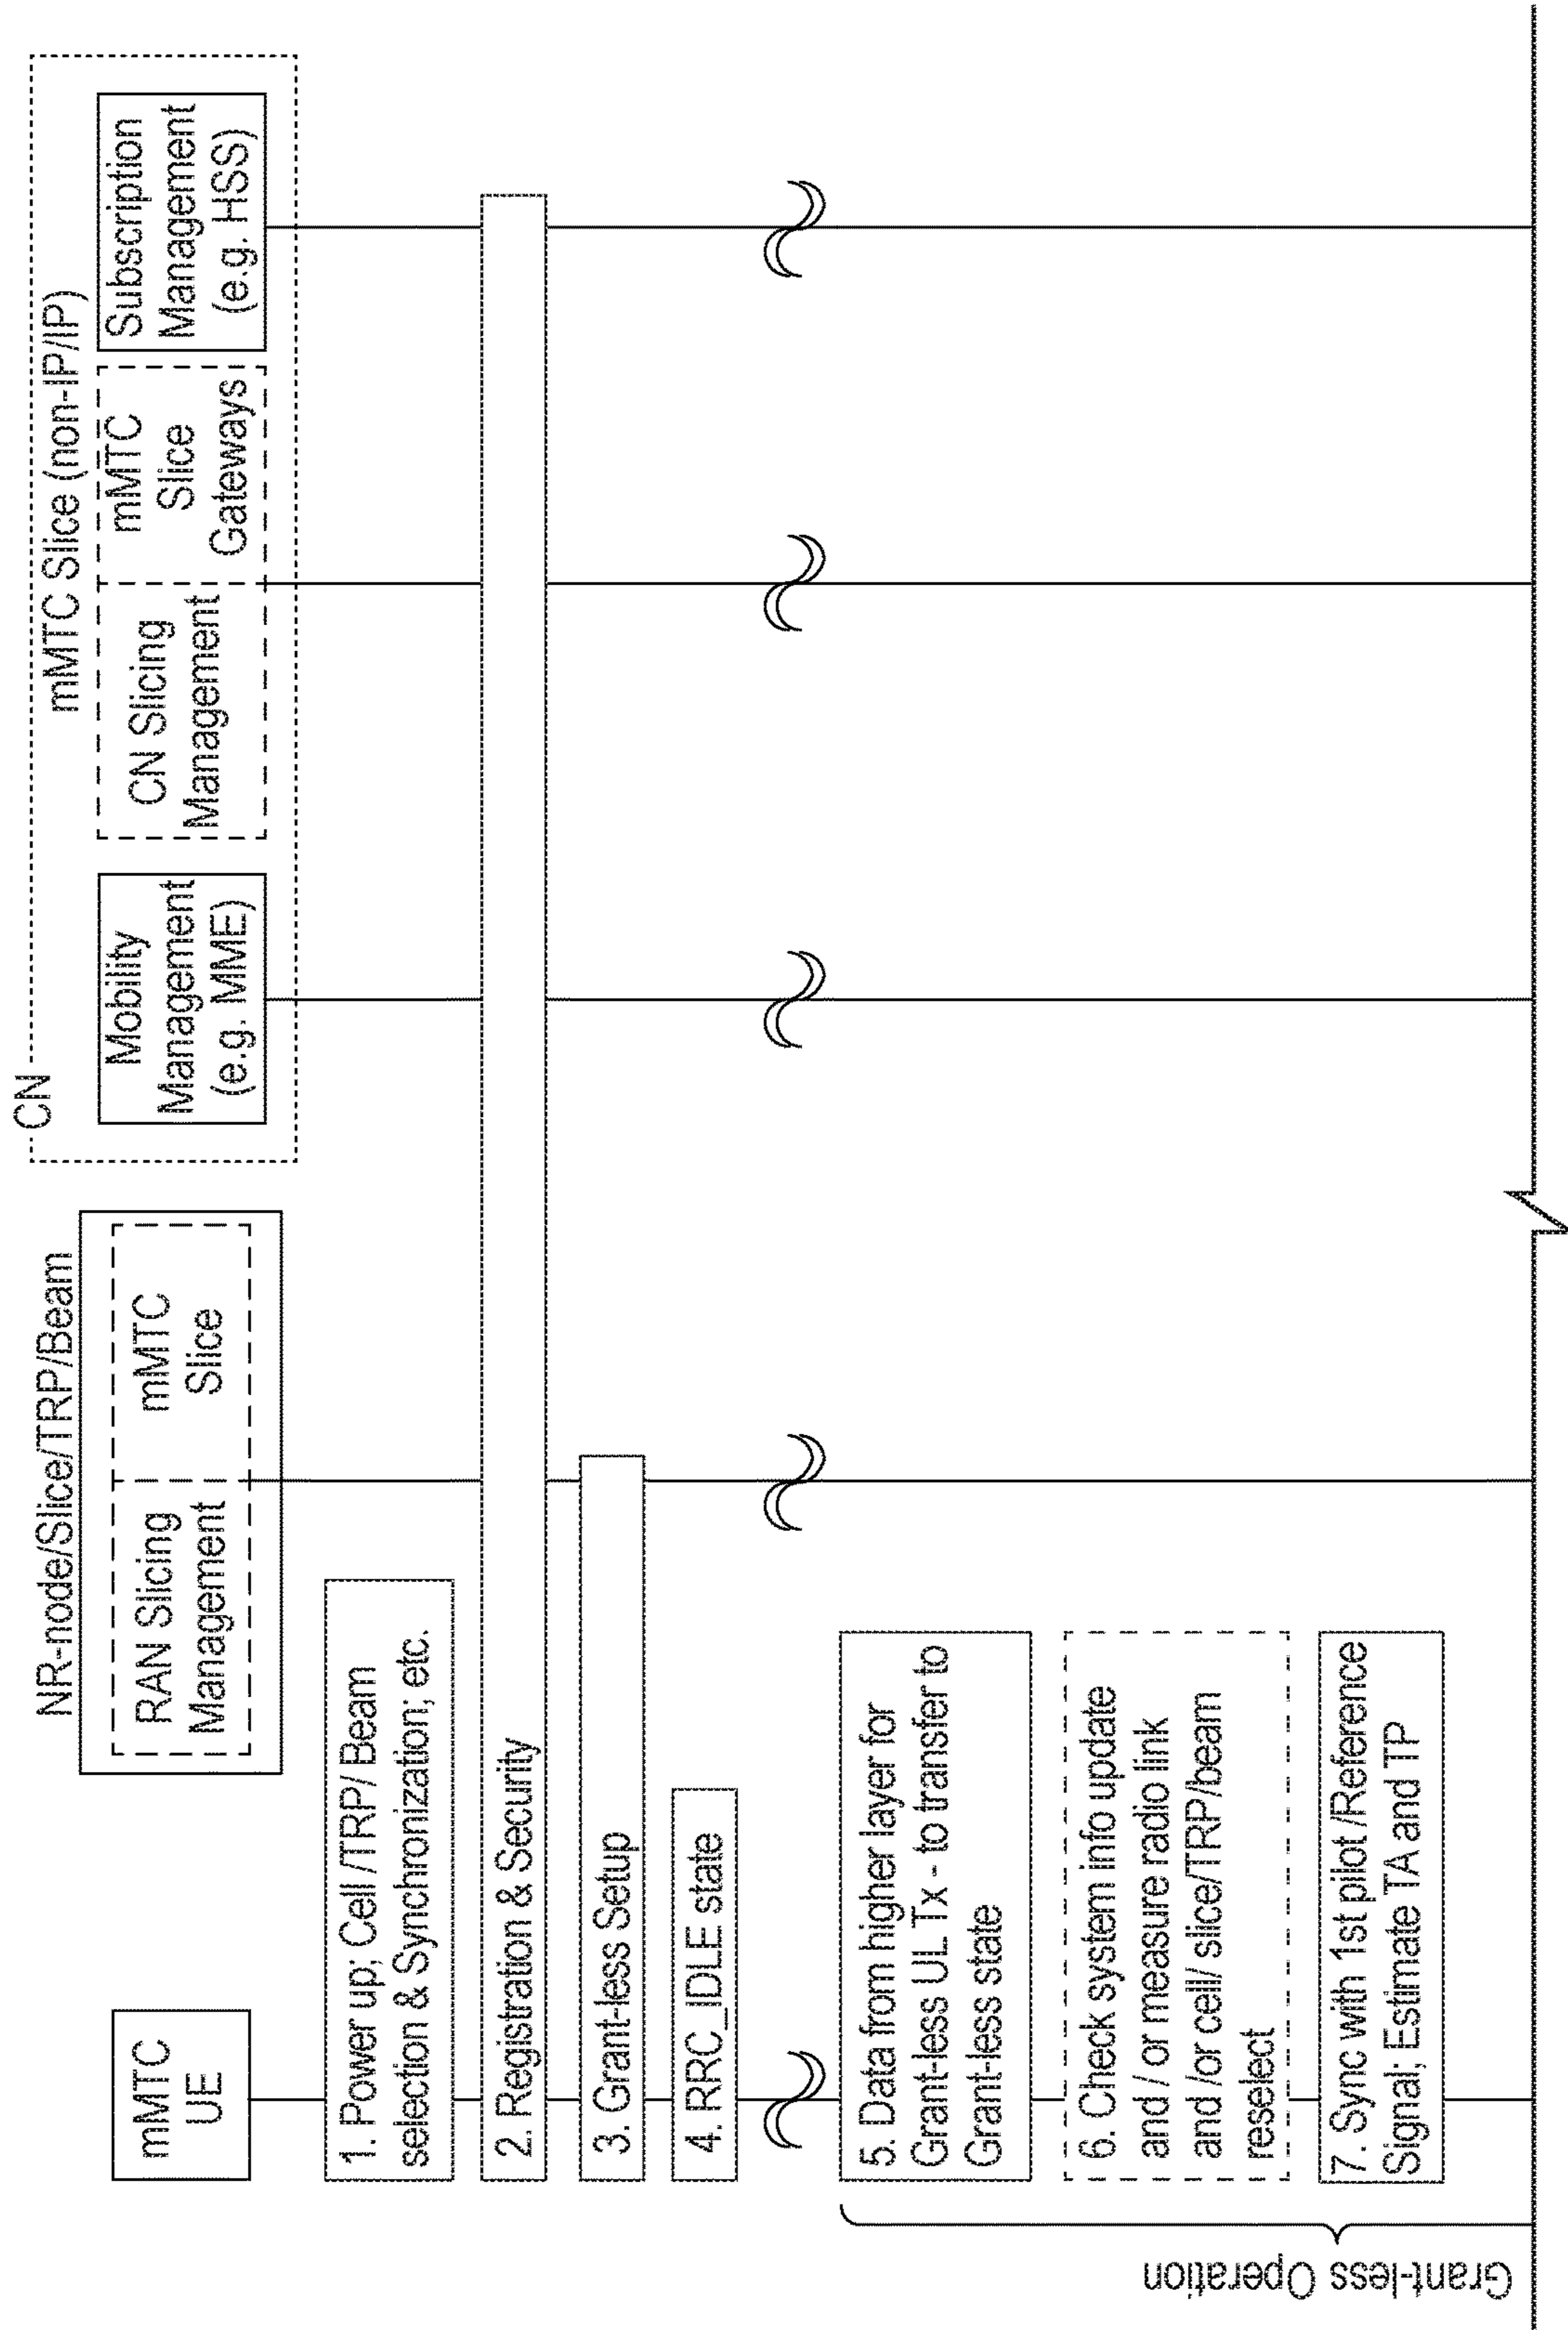 CN
mMTC Slice (non-IP/IP)
NR-node/Slice/TRP/Beam
mMTC
UE
RAN Slicing
Management
mMTC
Slice
Mobility
Management
(e.g. MME)
CN Slicing
Management
mMTC
Slice
Gateways
Subscription
Management
(e.g. HSS)
1. Power up; Cell /TRP/ Beam
selection & Synchronization; etc.
2. Registration & Security
3. Grant-less Setup
4. RRC_IDLE state
5. Data from higher layer for
Grant-less UL Tx - to transfer to
Grant-less state
6. Check system info update
and / or measure radio link
and /or cell/ slice/TRP/beam
reselect
7. Sync with 1st pilot /Reference
Signal; Estimate TA and TP
Grant-less Operation